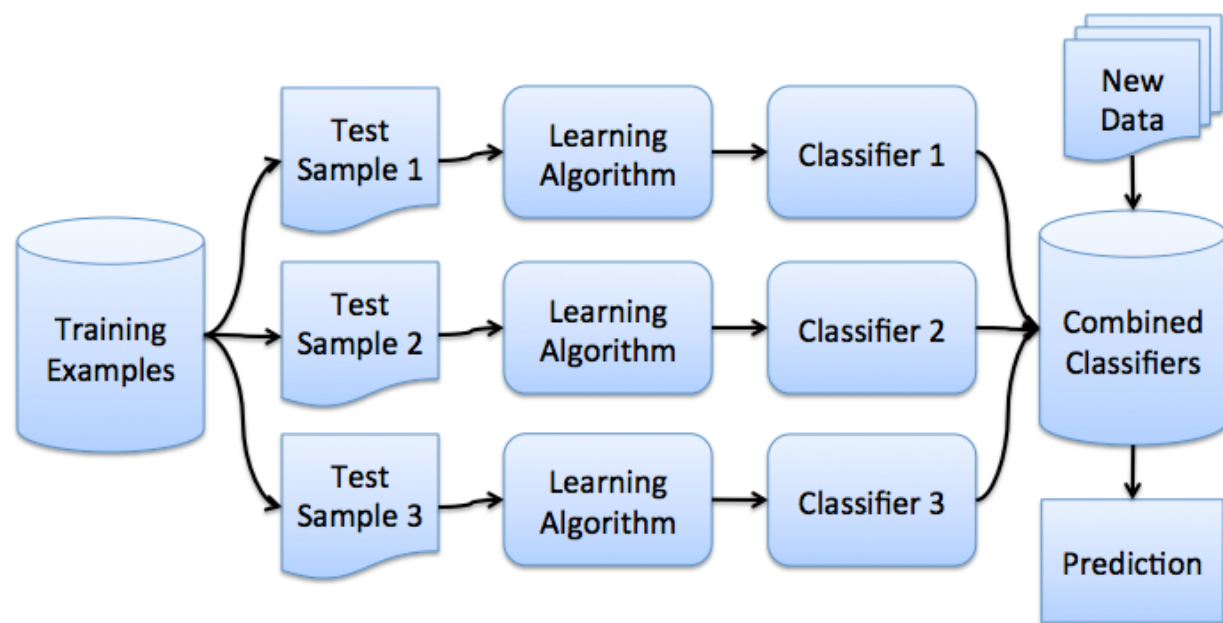 Training
Examples
Test
Sample 1
Learning
Algorithm
Classifier 1
Test
Sample 2
Learning
Algorithm
Classifier 2
Test
Sample 3
Learning
Algorithm
Classifier 3
New
Data
Combined
Classifiers
Prediction